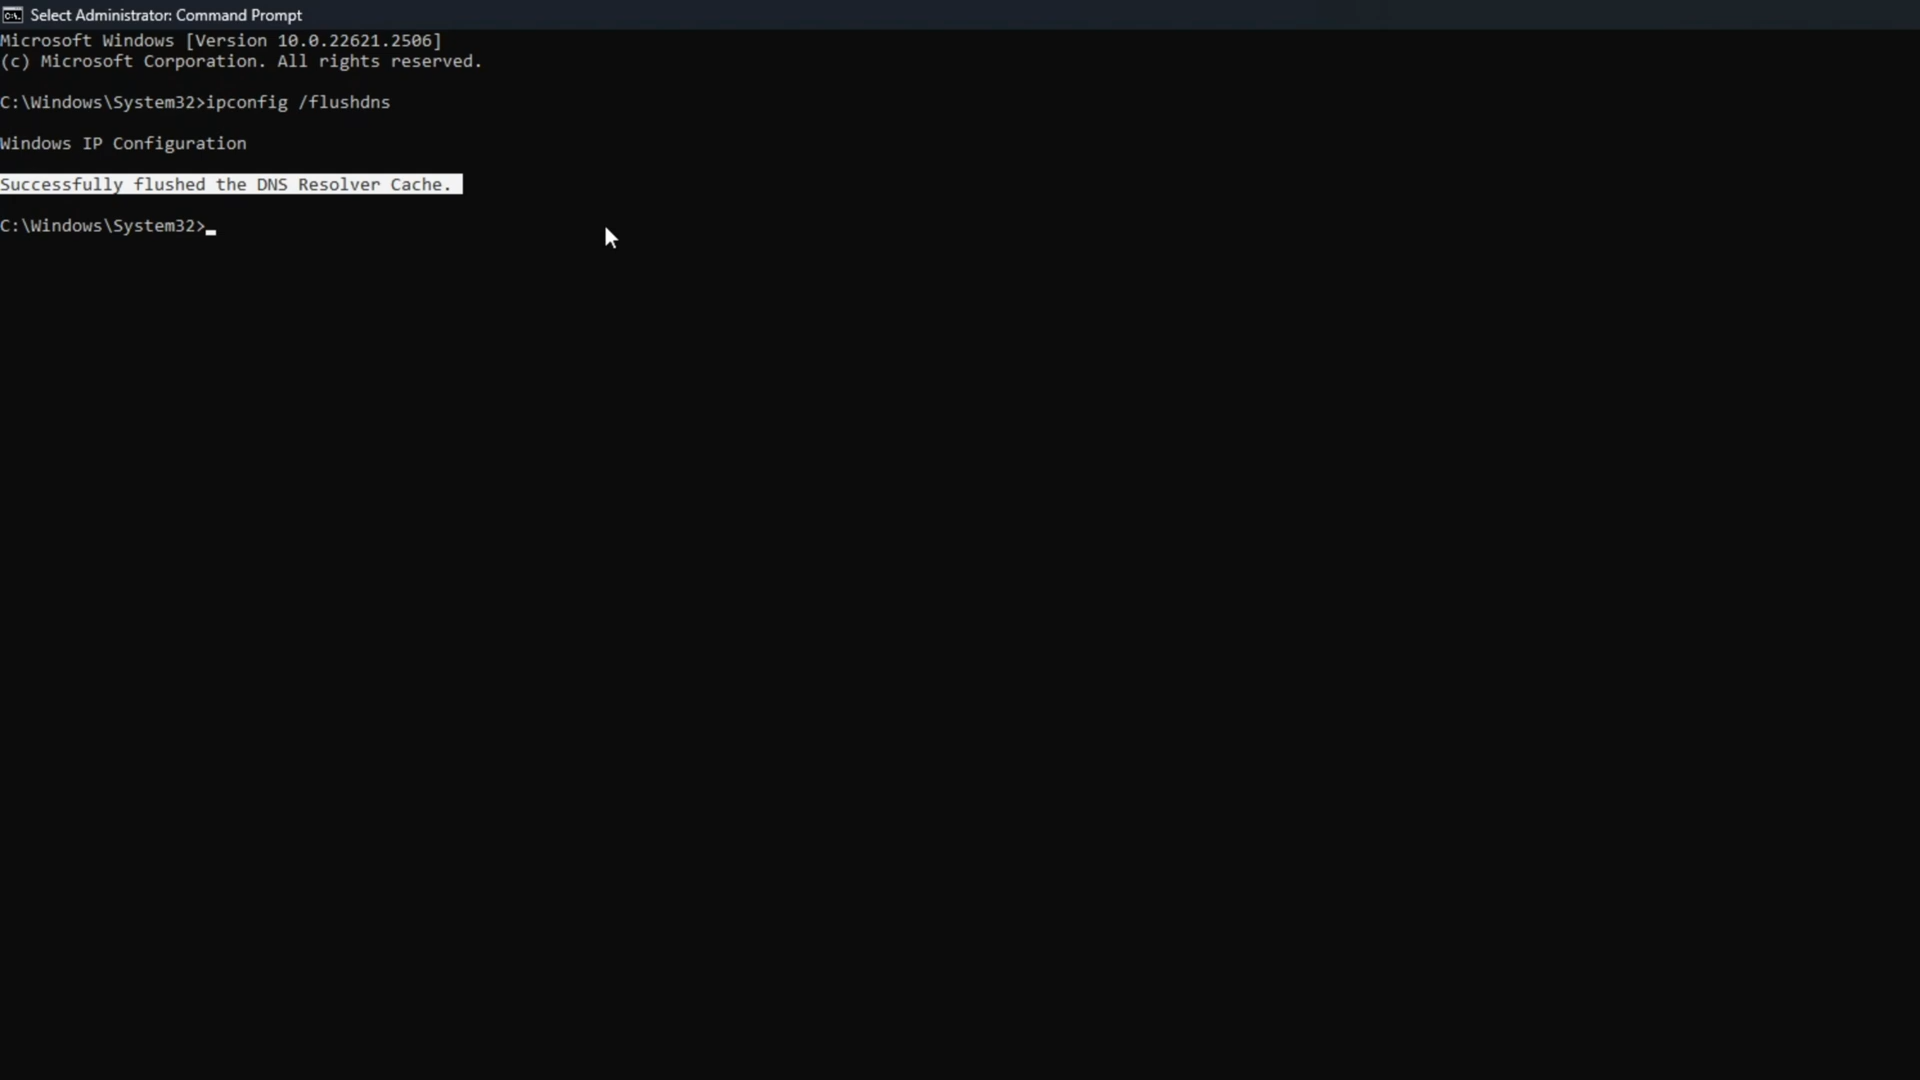 Select Administrator: Command Prompt
Microsoft Windows [Version 10.0.22621.2506]
(c) Microsoft Corporation. All rights reserved.
C:\Windows\System32>ipconfig /flushdns
Windows IP Configuration
Successfully flushed the DNS Resolver Cache.
C:\Windows\System32>